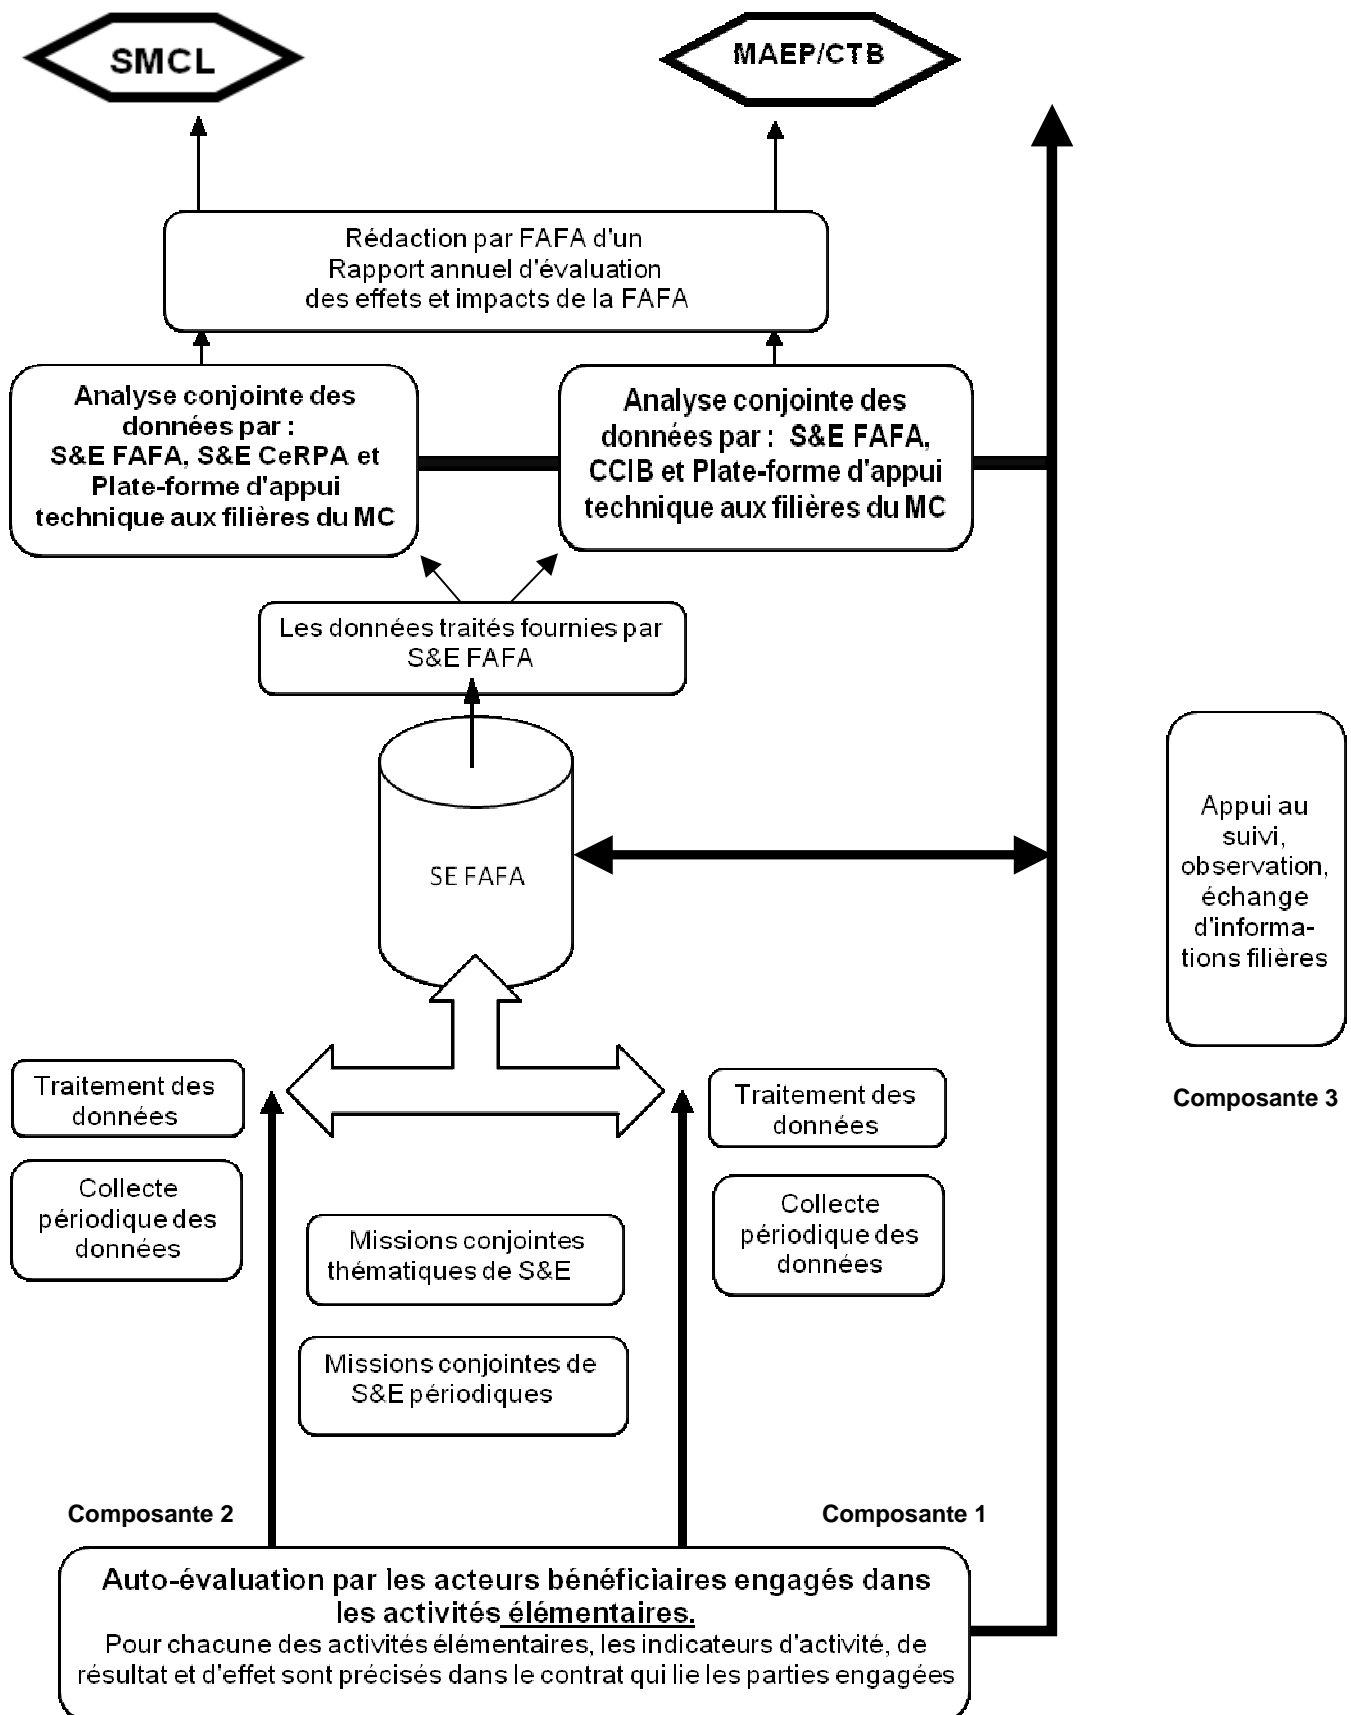 SMCL
MAEP/CTB
Rédaction par FAFA d'un
Rapport annuel d'évaluation
des effets et impacts de la FAFA
Analyse conjointe des
données par :
S&E FAFA, S&E CeRPA et
Plate-forme d'appui
technique aux filières du MC
Analyse conjointe des
données par : S&E FAFA,
CCIB et Plate-forme d'appui
technique aux filières du MC
Les données traités fournies par
S&E FAFA
SE FAFA
Appui au
suivi,
observation,
échange
d'informa-
tions filières
Composante 3
Traitement des
données
Collecte
périodique des
données
Missions conjointes
thématiques de S&E
Missions conjointes de
S&E périodiques
Traitement des
données
Collecte
périodique des
données
Composante 2
Composante 1
Auto-évaluation par les acteurs bénéficiaires engagés dans
les activités élémentaires.
Pour chacune des activités élémentaires, les indicateurs d'activité, de
résultat et d'effet sont précisés dans le contrat qui lie les parties engagées